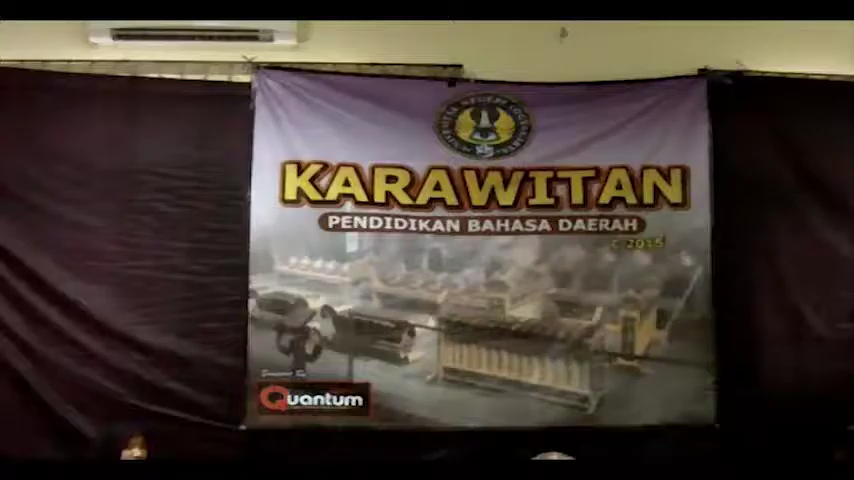 KARAWITAN
PENDIDIKAN BAHASA DAERAH
C 2015
Quantum